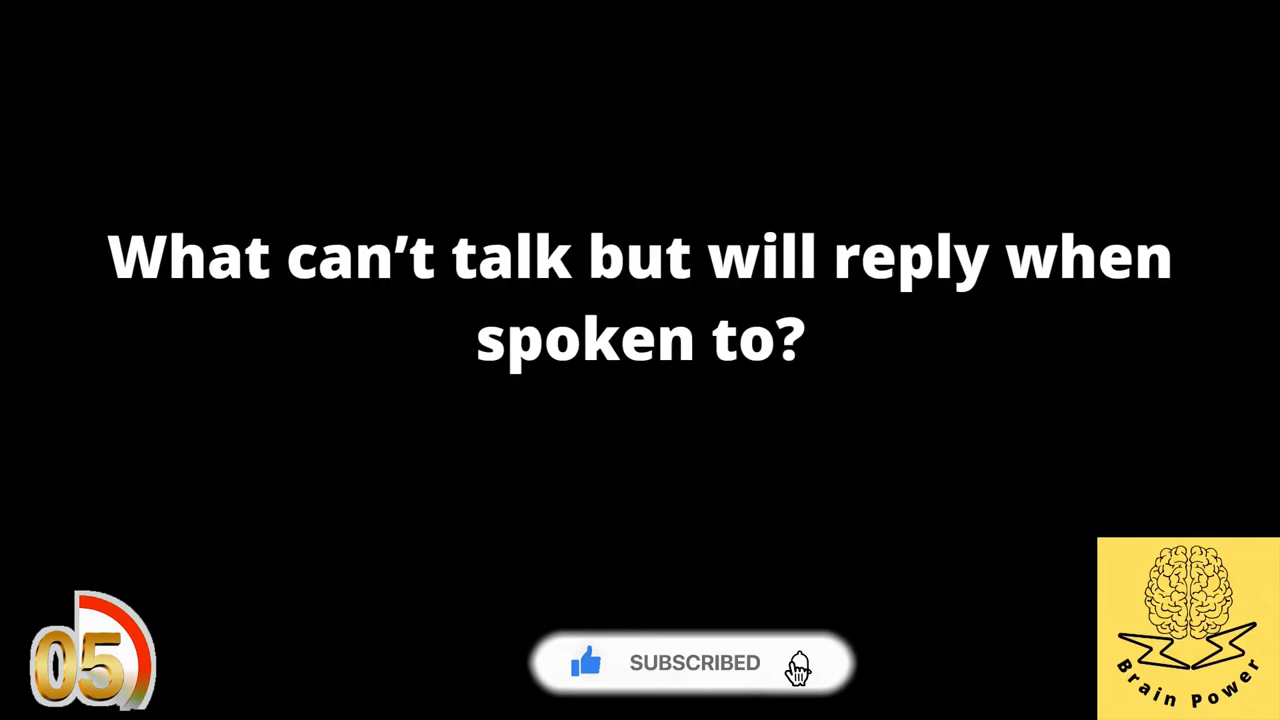 What can’t talk but will reply when
spoken to?
05
SUBSCRIBED
Brain Power